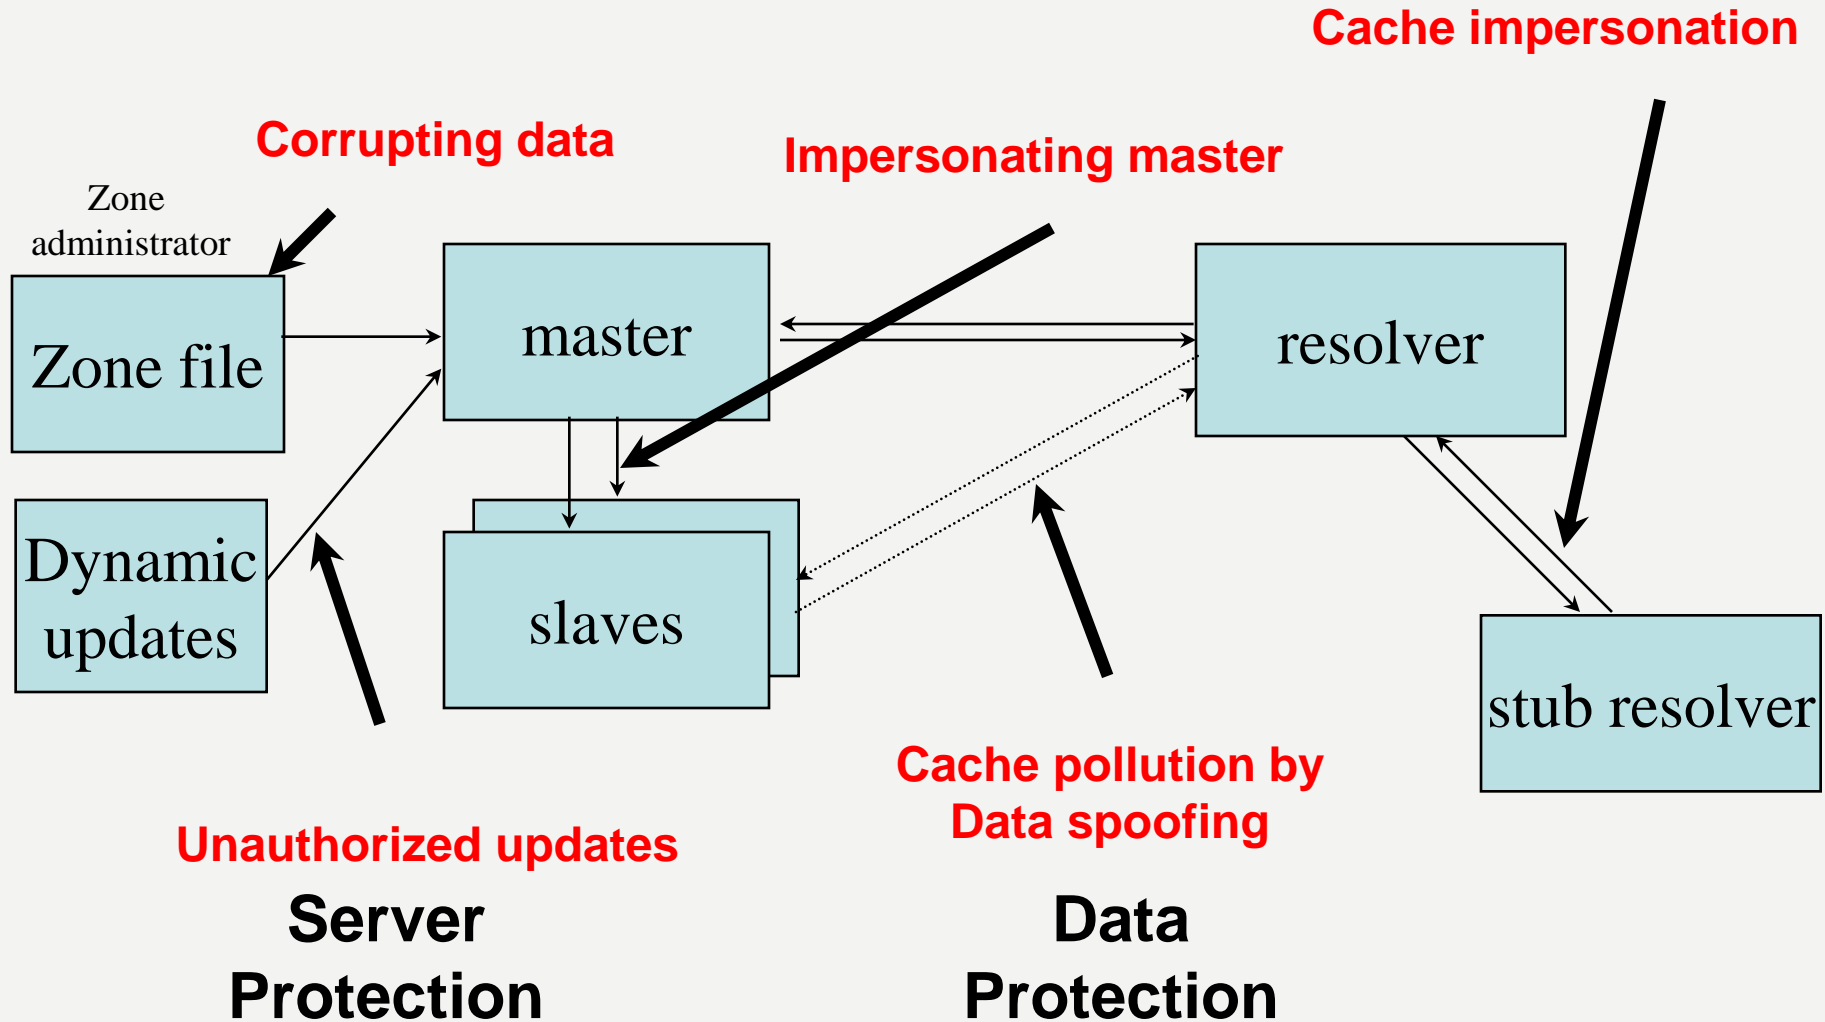 Cache impersonation
Corrupting data
Impersonating master
Zone
administrator
Zone file
master
resolver
Dynamic
updates
slaves
stub resolver
Cache pollution by
Data spoofing
Unauthorized updates
Server
Protection
Data
Protection